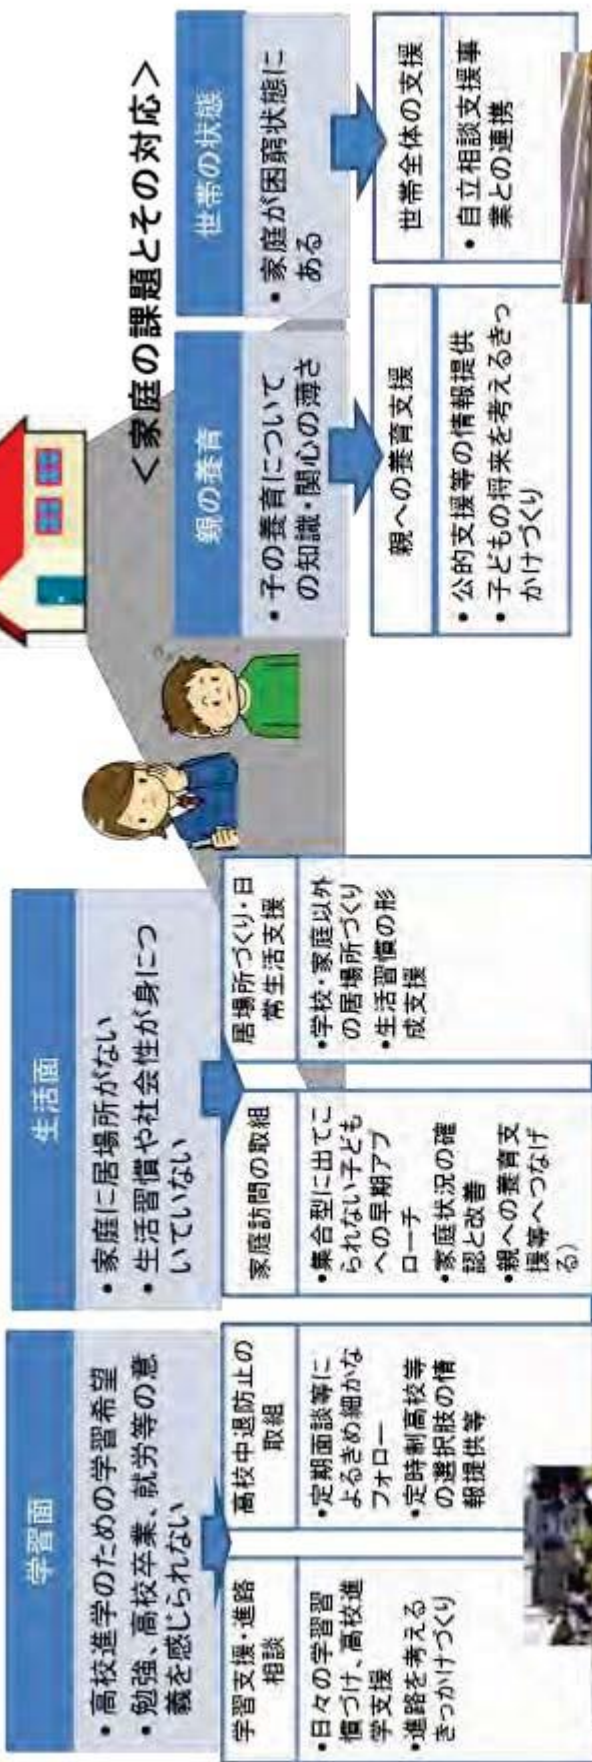 学習面
• 高校進学のための学習希望
• 勉強、高校卒業、就労等の意
義を感じられない
学習支援・進路
相談
•日々の学習習
慣づけ、高校進
学支援
•進路を考える
きっかけづくり
高校中退防止の
取組
•定期面談等に
よるきめ細かな
フォロー
•定時制高校等
の選択肢の情
報提供等
生活面
• 家庭に居場所がない
• 生活習慣や社会性が身につ
いていない
家庭訪問の取組
•集合型に出てこ
られない子ども
への早期アプ
ローチ
•家庭状況の確
認と改善
•親への養育支
援等へつなげ
る)
居場所づくり・日
常生活支援
•学校・家庭以外
の居場所づくり
•生活習慣の形
成支援
＜家庭の課題とその対応＞
親の養育
• 子の養育について
の知識・関心の薄さ
親への養育支援
• 公的支援等の情報提供
• 子どもの将来を考えるきっ
かけづくり
世帯の状態
• 家庭が困窮状態に
ある
世帯全体の支援
• 自立相談支援事
業との連携